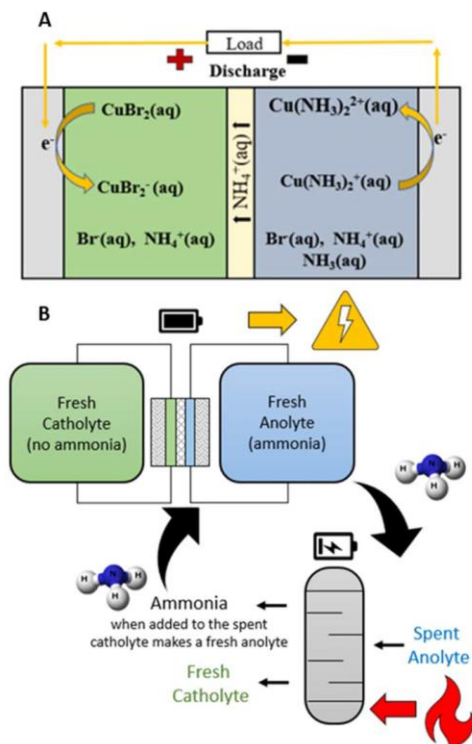 A
Load
Discharge
CuBr₂(aq)
Cu(NH₃)₂²⁺(aq)
e⁻
e⁻
NH₄⁺(aq)
CuBr₂⁻(aq)
Cu(NH₃)₂⁺(aq)
Br⁻(aq), NH₄⁺(aq)
Br⁻(aq), NH₄⁺(aq)
NH₃(aq)
B
Fresh
Catholyte
(no ammonia)
Fresh
Anolyte
(ammonia)
H
N
H
H
H
N
H
H
Ammonia
when added to the spent
catholyte makes a fresh anolyte
Spent
Anolyte
Fresh
Catholyte